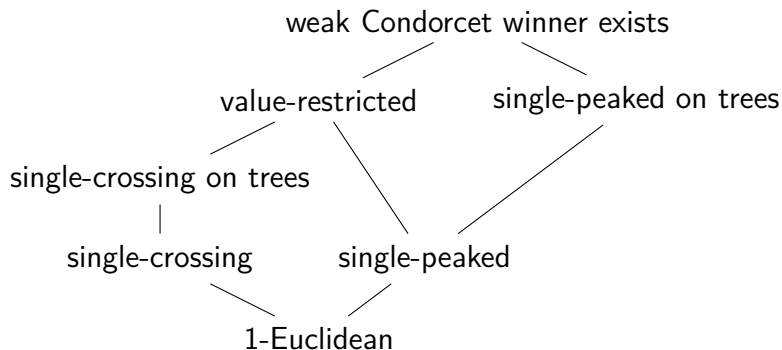 weak Condorcet winner exists
value-restricted
single-peaked on trees
single-crossing on trees
single-crossing
single-peaked
1-Euclidean